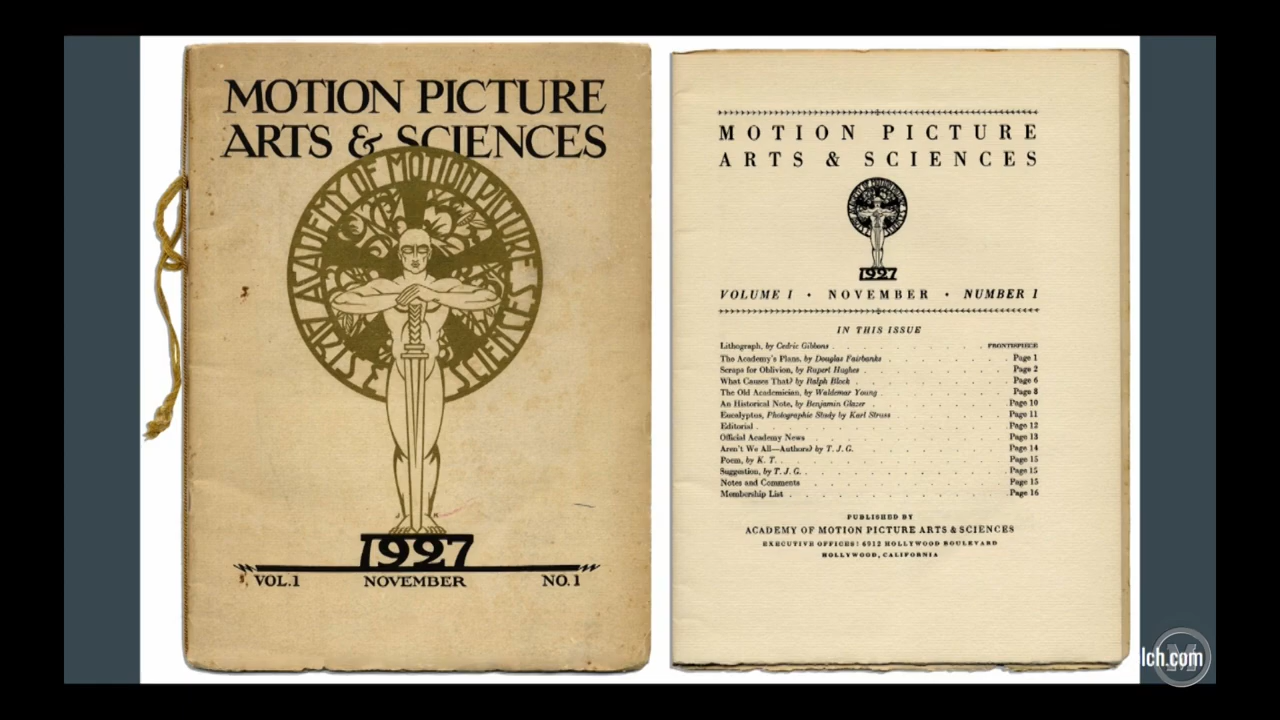 MOTION PICTURE
ARTS & SCIENCES
ACADEMY OF MOTION PICTURE
ARTS & SCIENCES
1927
VOL.1 NOVEMBER NO.1
MOTION PICTURE
ARTS & SCIENCES
1927
VOLUME I • NOVEMBER • NUMBER 1
IN THIS ISSUE
Lithograph, by Cedric Gibbons . . . FRONTISPIECE
The Academy's Plans, by Douglas Fairbanks . . . Page 1
Scraps for Oblivion, by Rupert Hughes . . . Page 2
What Causes That? by Ralph Block . . . Page 6
The Old Academician, by Waldemar Young . . . Page 8
An Historical Note, by Benjamin Glazer . . . Page 10
Eucalyptus, Photographic Study by Karl Struss . . . Page 11
Editorial . . . Page 12
Official Academy News . . . Page 13
Aren't We All—Authors? by T. J. G. . . . Page 14
Poem, by K. T. . . . Page 15
Suggestion, by T. J. G. . . . Page 15
Notes and Comments . . . Page 15
Membership List . . . Page 16
PUBLISHED BY
ACADEMY OF MOTION PICTURE ARTS & SCIENCES
EXECUTIVE OFFICES: 6912 HOLLYWOOD BOULEVARD
HOLLYWOOD, CALIFORNIA
lch.com